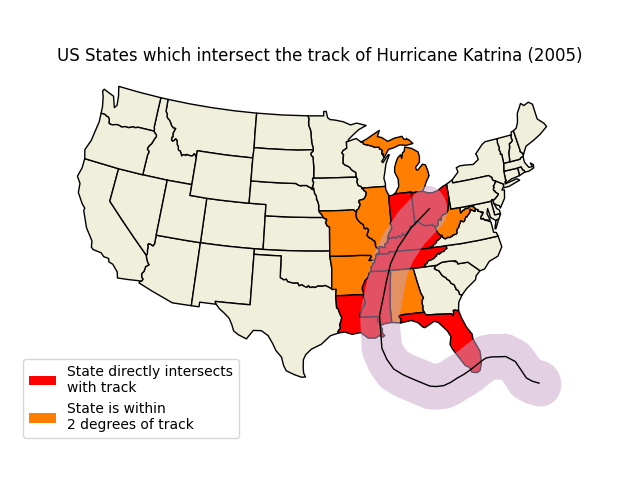 US States which intersect the track of Hurricane Katrina (2005)
State directly intersects
with track
State is within
2 degrees of track